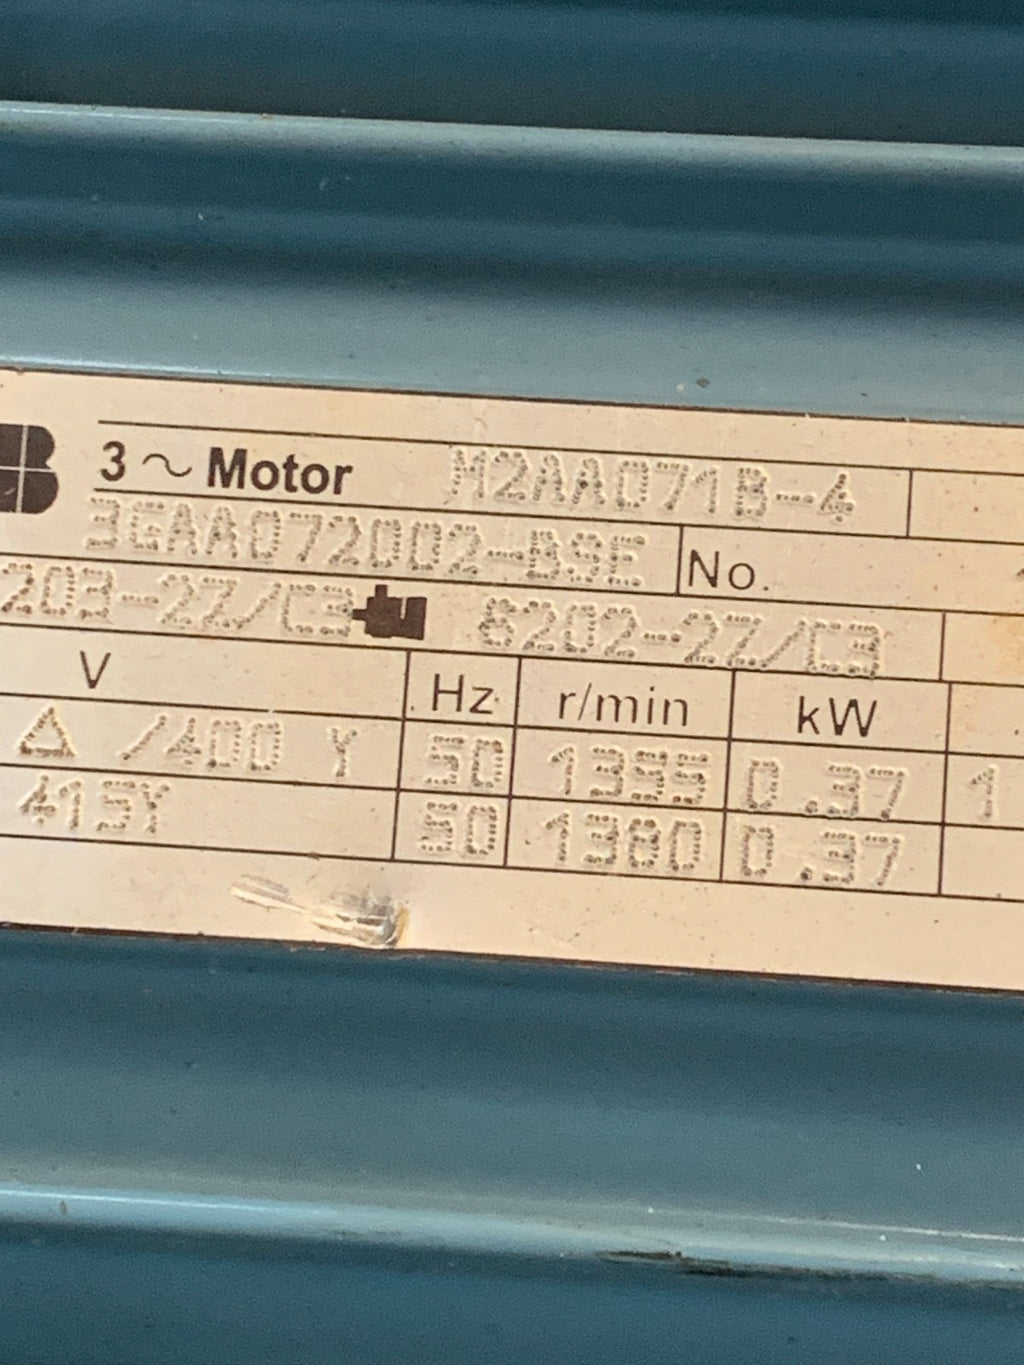 B
3 ~ Motor M2AA071B-4
3GAA072002-BSE No.
203-2Z/C3 6202-2Z/C3
V Hz r/min kW
Δ /400 Y 50 1355 0.37 1
415Y 50 1380 0.37